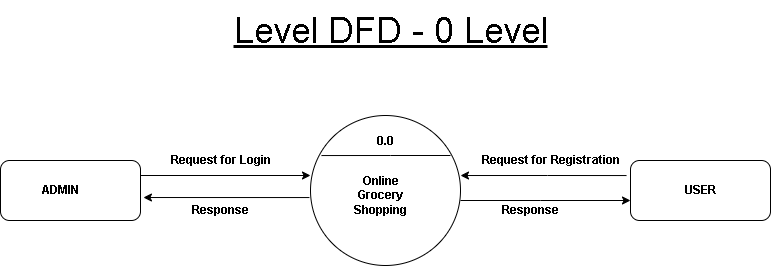 Level DFD - 0 Level
0.0
Request for Login
Request for Registration
ADMIN
Online
Grocery
Shopping
USER
Response
Response